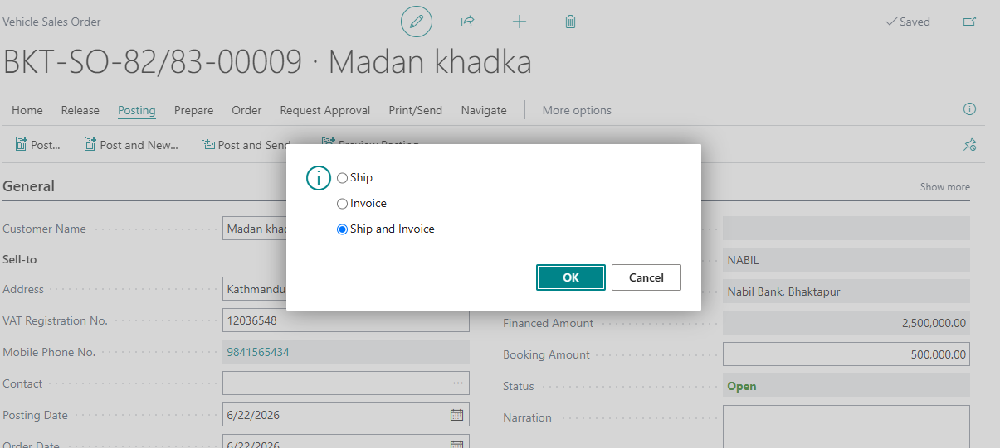 Vehicle Sales Order
Saved
BKT-SO-82/83-00009 · Madan khadka
Home Release Posting Prepare Order Request Approval Print/Send Navigate More options
Post... Post and New... Post and Send Preview Posting
General
Show more
Ship
Invoice
Ship and Invoice
OK Cancel
Customer Name Madan khad
Sell-to
NABIL
Address Kathmandu
Nabil Bank, Bhaktapur
VAT Registration No. 12036548
Financed Amount 2,500,000.00
Mobile Phone No. 9841565434
Booking Amount 500,000.00
Contact ...
Status Open
Posting Date 6/22/2026
Narration
Order Date 6/22/2026